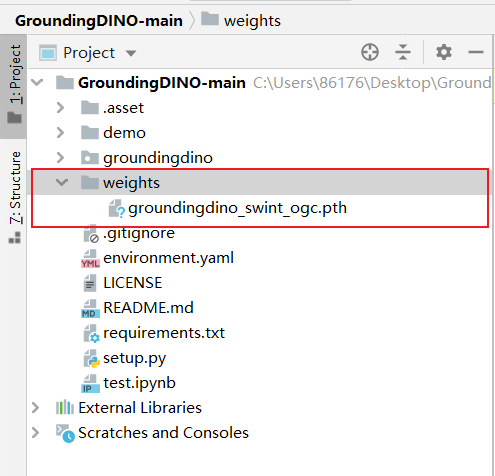 GroundingDINO-main
weights
1: Project
7: Structure
Project
GroundingDINO-main C:\Users\86176\Desktop\Ground
.asset
demo
groundingdino
weights
groundingdino_swint_ogc.pth
.gitignore
YML environment.yaml
LICENSE
MD README.md
requirements.txt
setup.py
IP test.ipynb
External Libraries
Scratches and Consoles